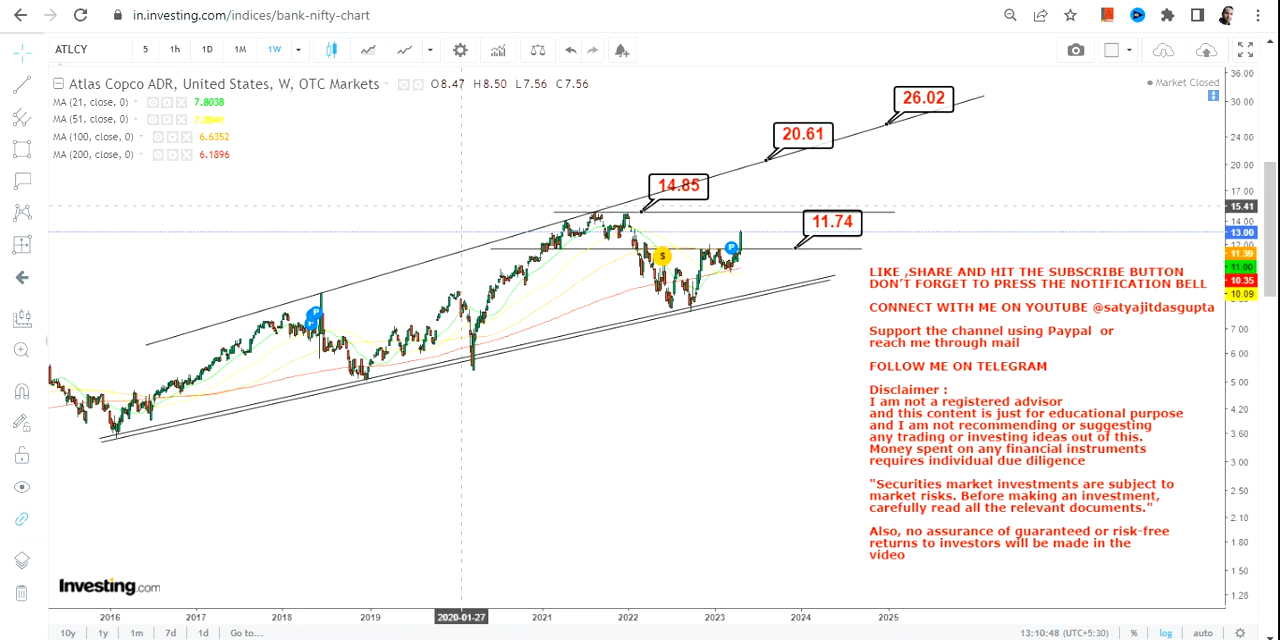 in.investing.com/indices/bank-nifty-chart
ATLCY 5 1h 1D 1M 1W
Atlas Copco ADR, United States, W, OTC Markets O8.47 H8.50 L7.56 C7.56
Market Closed
MA (21, close, 0) 7.8038
MA (51, close, 0)
MA (100, close, 0) 6.6352
MA (200, close, 0) 6.1896
26.02
20.61
14.85
11.74
S
P
P
36.00
30.00
24.00
20.00
17.00
15.41
14.00
13.00
12.00
11.39
11.00
10.35
10.09
7.00
6.00
5.00
4.20
3.60
3.00
2.50
2.10
1.80
1.50
1.28
LIKE ,SHARE AND HIT THE SUBSCRIBE BUTTON
DON'T FORGET TO PRESS THE NOTIFICATION BELL
CONNECT WITH ME ON YOUTUBE @satyajitdasgupta
Support the channel using Paypal or
reach me through mail
FOLLOW ME ON TELEGRAM
Disclaimer :
I am not a registered advisor
and this content is just for educational purpose
and I am not recommending or suggesting
any trading or investing ideas out of this.
Money spent on any financial instruments
requires individual due diligence
"Securities market investments are subject to
market risks. Before making an investment,
carefully read all the relevant documents."
Also, no assurance of guaranteed or risk-free
returns to investors will be made in the
video
Investing.com
2016 2017 2018 2019 2020-01-27 2021 2022 2023 2024 2025
10y 1y 1m 7d 1d Go to... 13:10:48 (UTC+5:30) % log auto